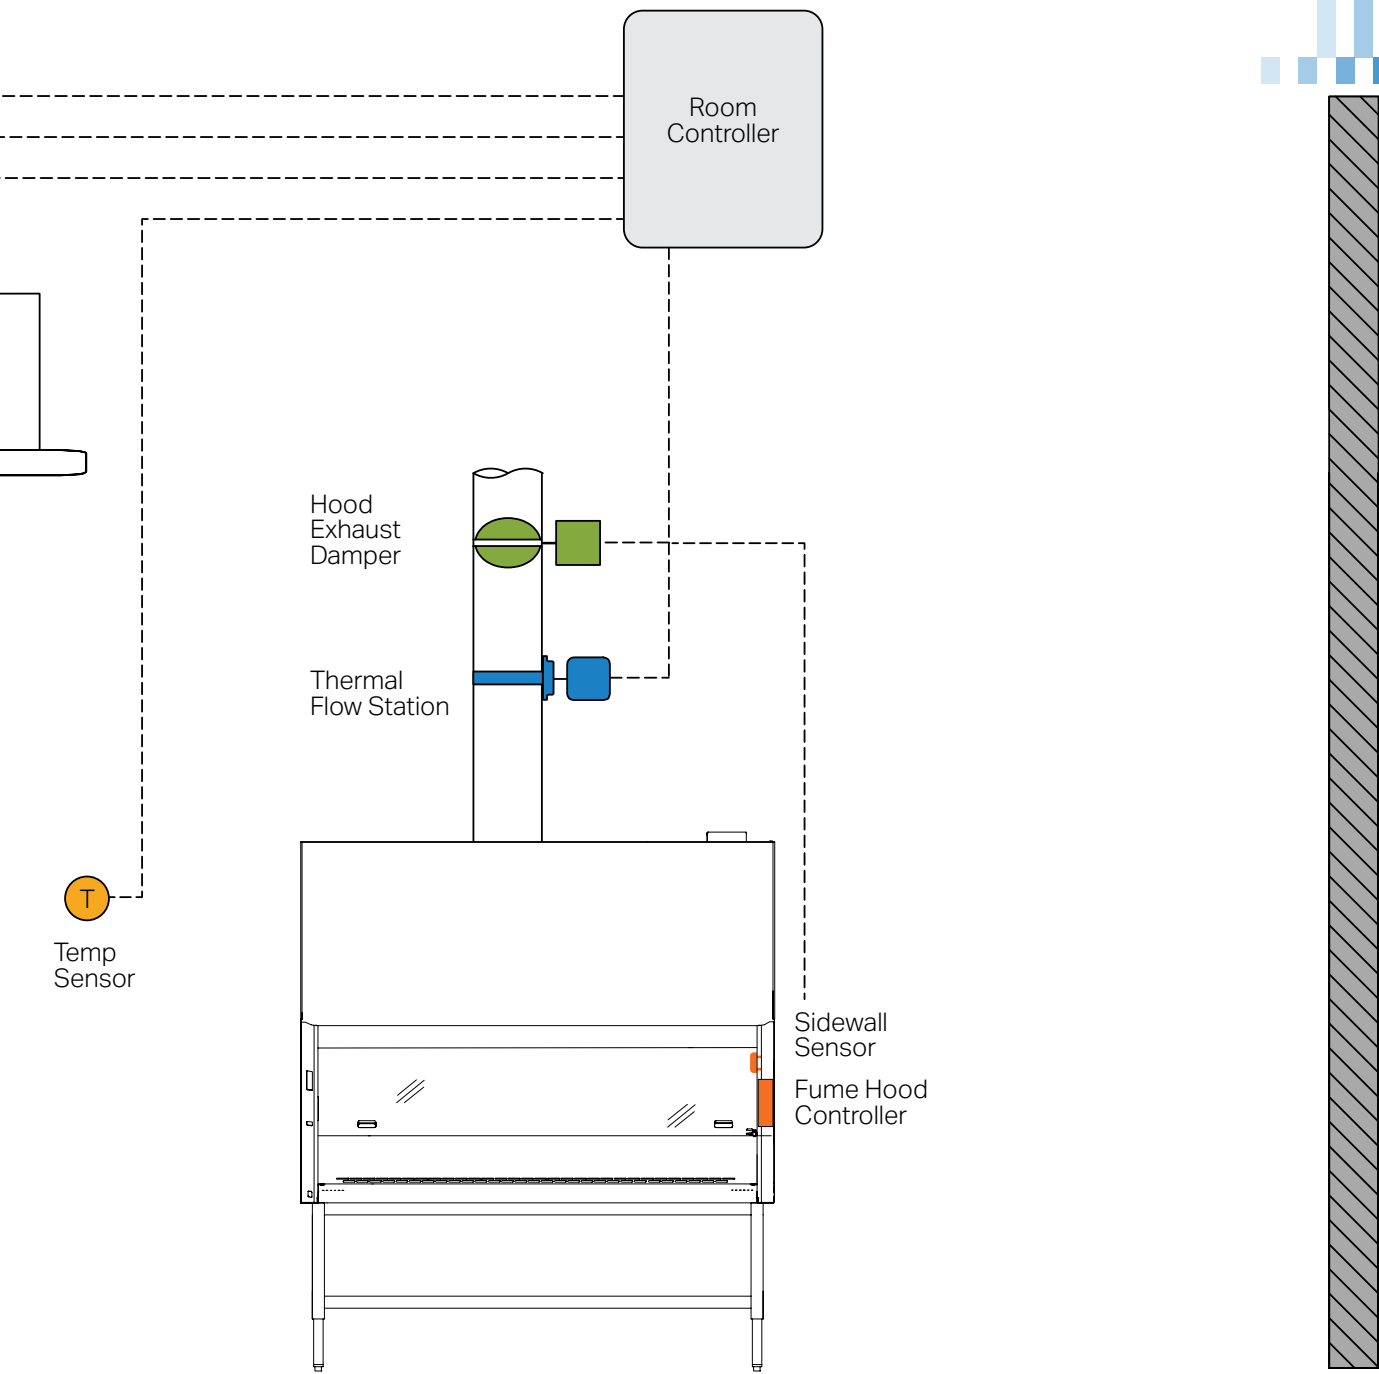 Room
Controller
Hood
Exhaust
Damper
Thermal
Flow Station
T
Temp
Sensor
Sidewall
Sensor
Fume Hood
Controller